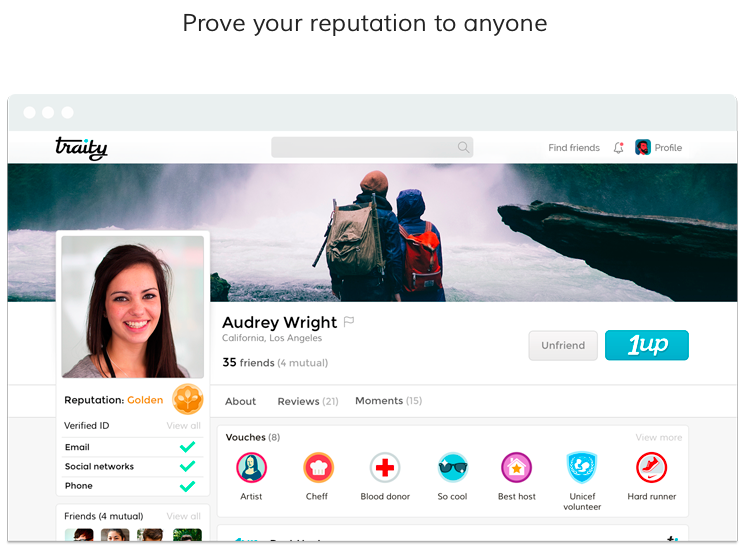 Prove your reputation to anyone
traity
Find friends
Profile
Audrey Wright
California, Los Angeles
35 friends (4 mutual)
Unfriend
1up
Reputation: Golden
Verified ID View all
Email
Social networks
Phone
Friends (4 mutual) View all
About Reviews (21) Moments (15)
Vouches (8) View more
Artist
Cheff
Blood donor
So cool
Best host
Unicef
volunteer
Hard runner